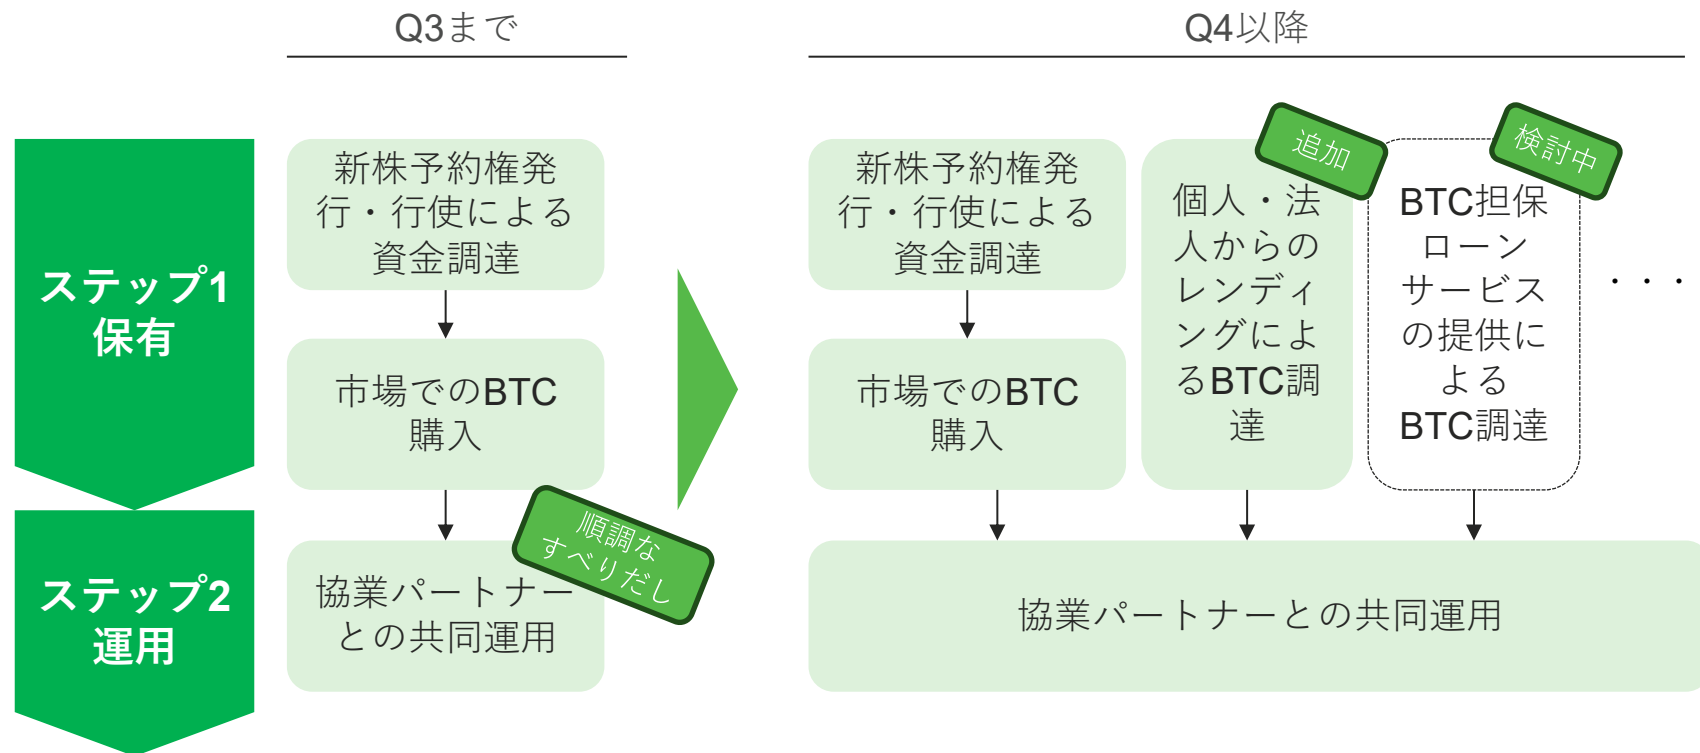 Q3まで
Q4以降
ステップ1
保有
新株予約権発
行・行使による
資金調達
市場でのBTC
購入
新株予約権発
行・行使による
資金調達
市場でのBTC
購入
追加
個人・法
人からの
レンディ
ングによ
るBTC調
達
検討中
BTC担保
ローン
サービス
の提供に
よる
BTC調達
・・・
ステップ2
運用
順調な
すべりだし
協業パートナー
との共同運用
協業パートナーとの共同運用